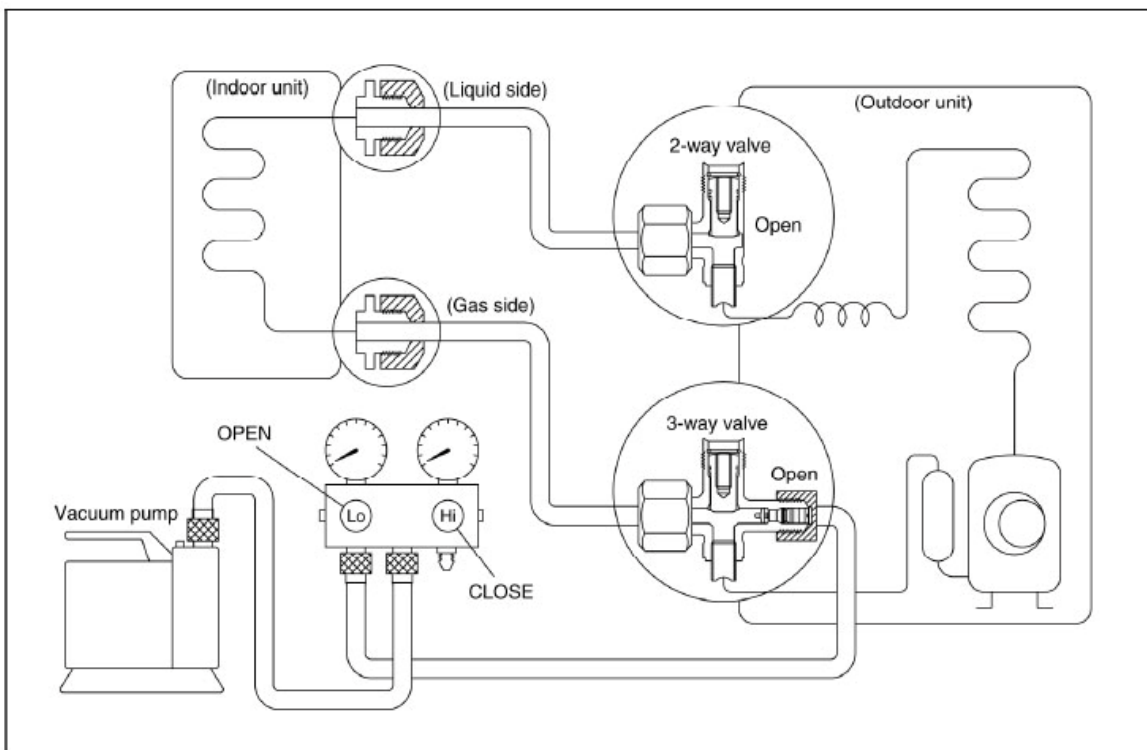 (Indoor unit)
(Liquid side)
(Outdoor unit)
2-way valve
Open
(Gas side)
3-way valve
Open
OPEN
Lo
Hi
CLOSE
Vacuum pump